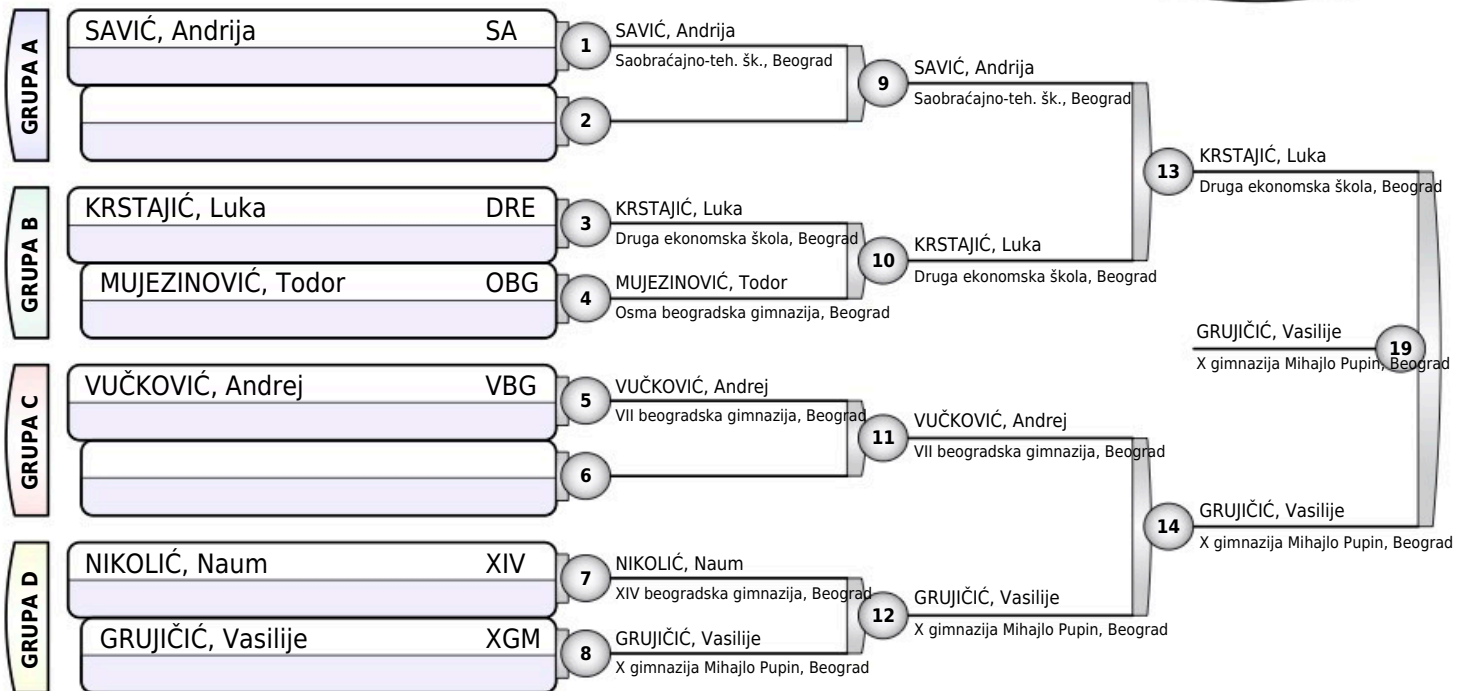 GRUPA A
SAVIĆ, Andrija SA
1
SAVIĆ, Andrija
Saobraćajno-teh. šk., Beograd
2
9
SAVIĆ, Andrija
Saobraćajno-teh. šk., Beograd
GRUPA B
KRSTAJIĆ, Luka DRE
3
KRSTAJIĆ, Luka
Druga ekonomska škola, Beograd
MUJEZINOVIĆ, Todor OBG
4
MUJEZINOVIĆ, Todor
Osma beogradska gimnazija, Beograd
10
KRSTAJIĆ, Luka
Druga ekonomska škola, Beograd
13
KRSTAJIĆ, Luka
Druga ekonomska škola, Beograd
GRUPA C
VUČKOVIĆ, Andrej VBG
5
VUČKOVIĆ, Andrej
VII beogradska gimnazija, Beograd
6
11
VUČKOVIĆ, Andrej
VII beogradska gimnazija, Beograd
GRUPA D
NIKOLIĆ, Naum XIV
7
NIKOLIĆ, Naum
XIV beogradska gimnazija, Beograd
GRUJIČIĆ, Vasilije XGM
8
GRUJIČIĆ, Vasilije
X gimnazija Mihajlo Pupin, Beograd
12
GRUJIČIĆ, Vasilije
X gimnazija Mihajlo Pupin, Beograd
14
GRUJIČIĆ, Vasilije
X gimnazija Mihajlo Pupin, Beograd
GRUJIČIĆ, Vasilije
19
X gimnazija Mihajlo Pupin, Beograd